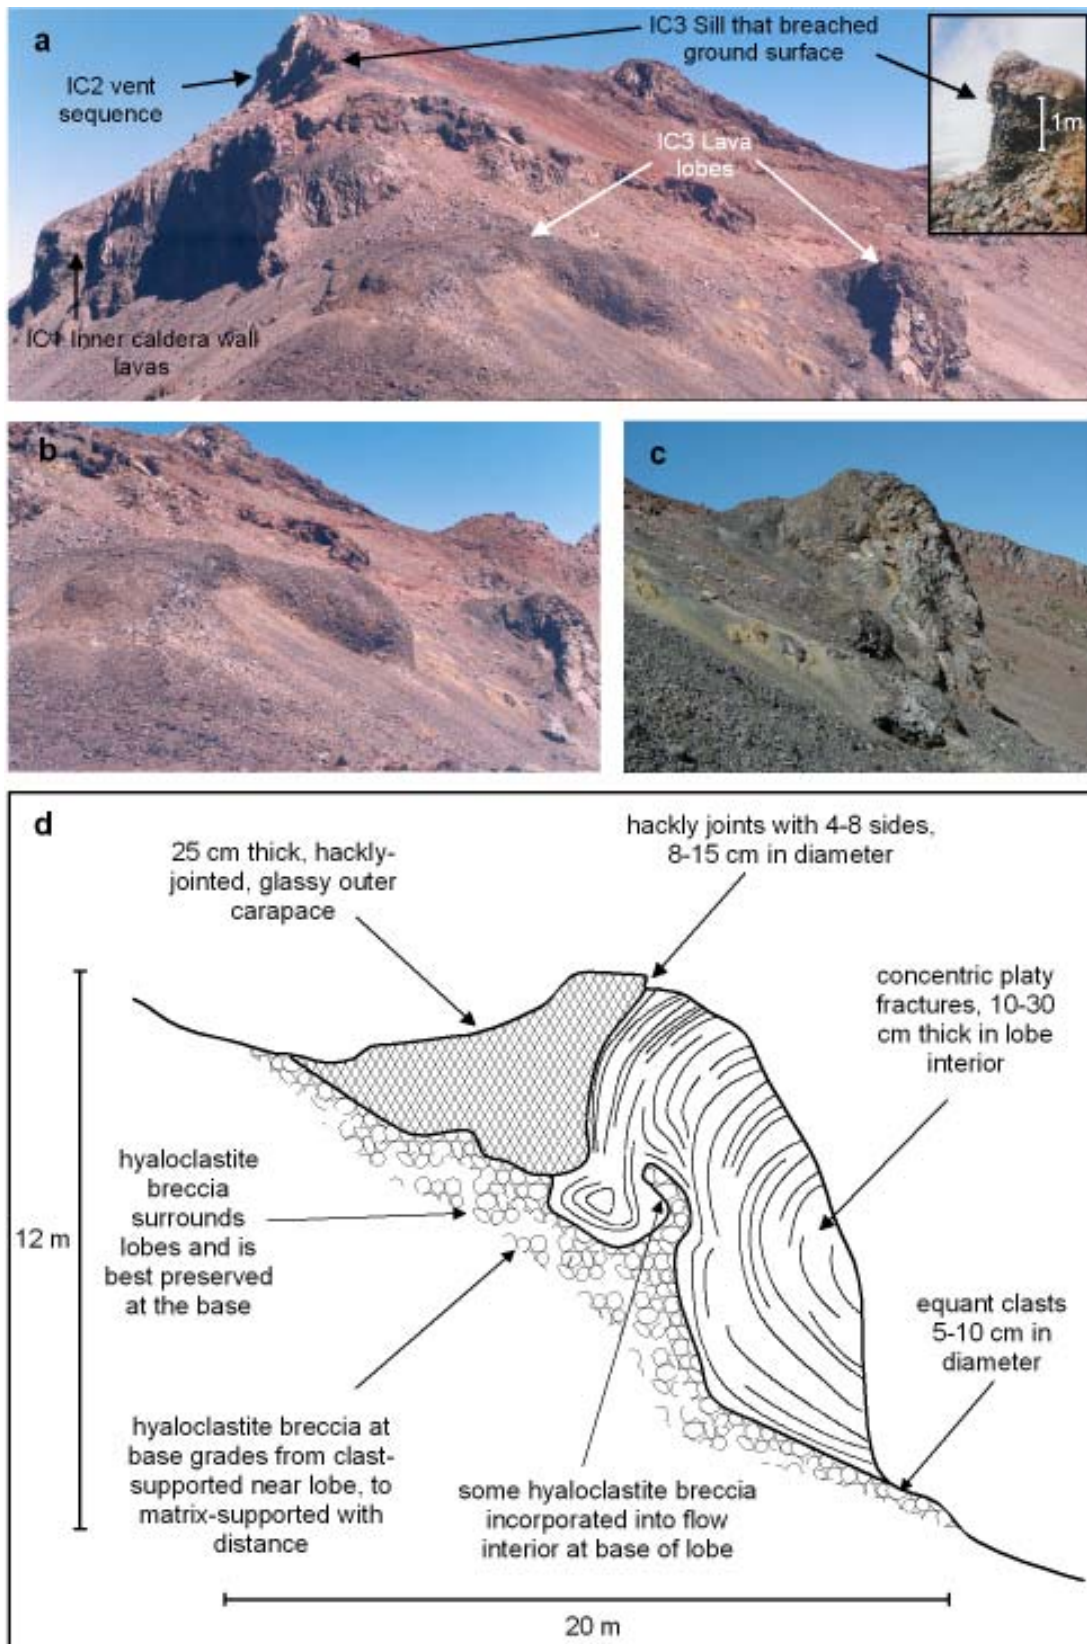 a
IC2 vent
sequence
IC3 Sill that breached
ground surface
1m
IC3 Lava
lobes
IC1 Inner caldera wall
lavas
b
c
d
25 cm thick, hackly-
jointed, glassy outer
carapace
hackly joints with 4-8 sides,
8-15 cm in diameter
concentric platy
fractures, 10-30
cm thick in lobe
interior
hyaloclastite
breccia
surrounds
lobes and is
best preserved
at the base
12 m
equant clasts
5-10 cm in
diameter
hyaloclastite breccia at
base grades from clast-
supported near lobe, to
matrix-supported with
distance
some hyaloclastite breccia
incorporated into flow
interior at base of lobe
20 m